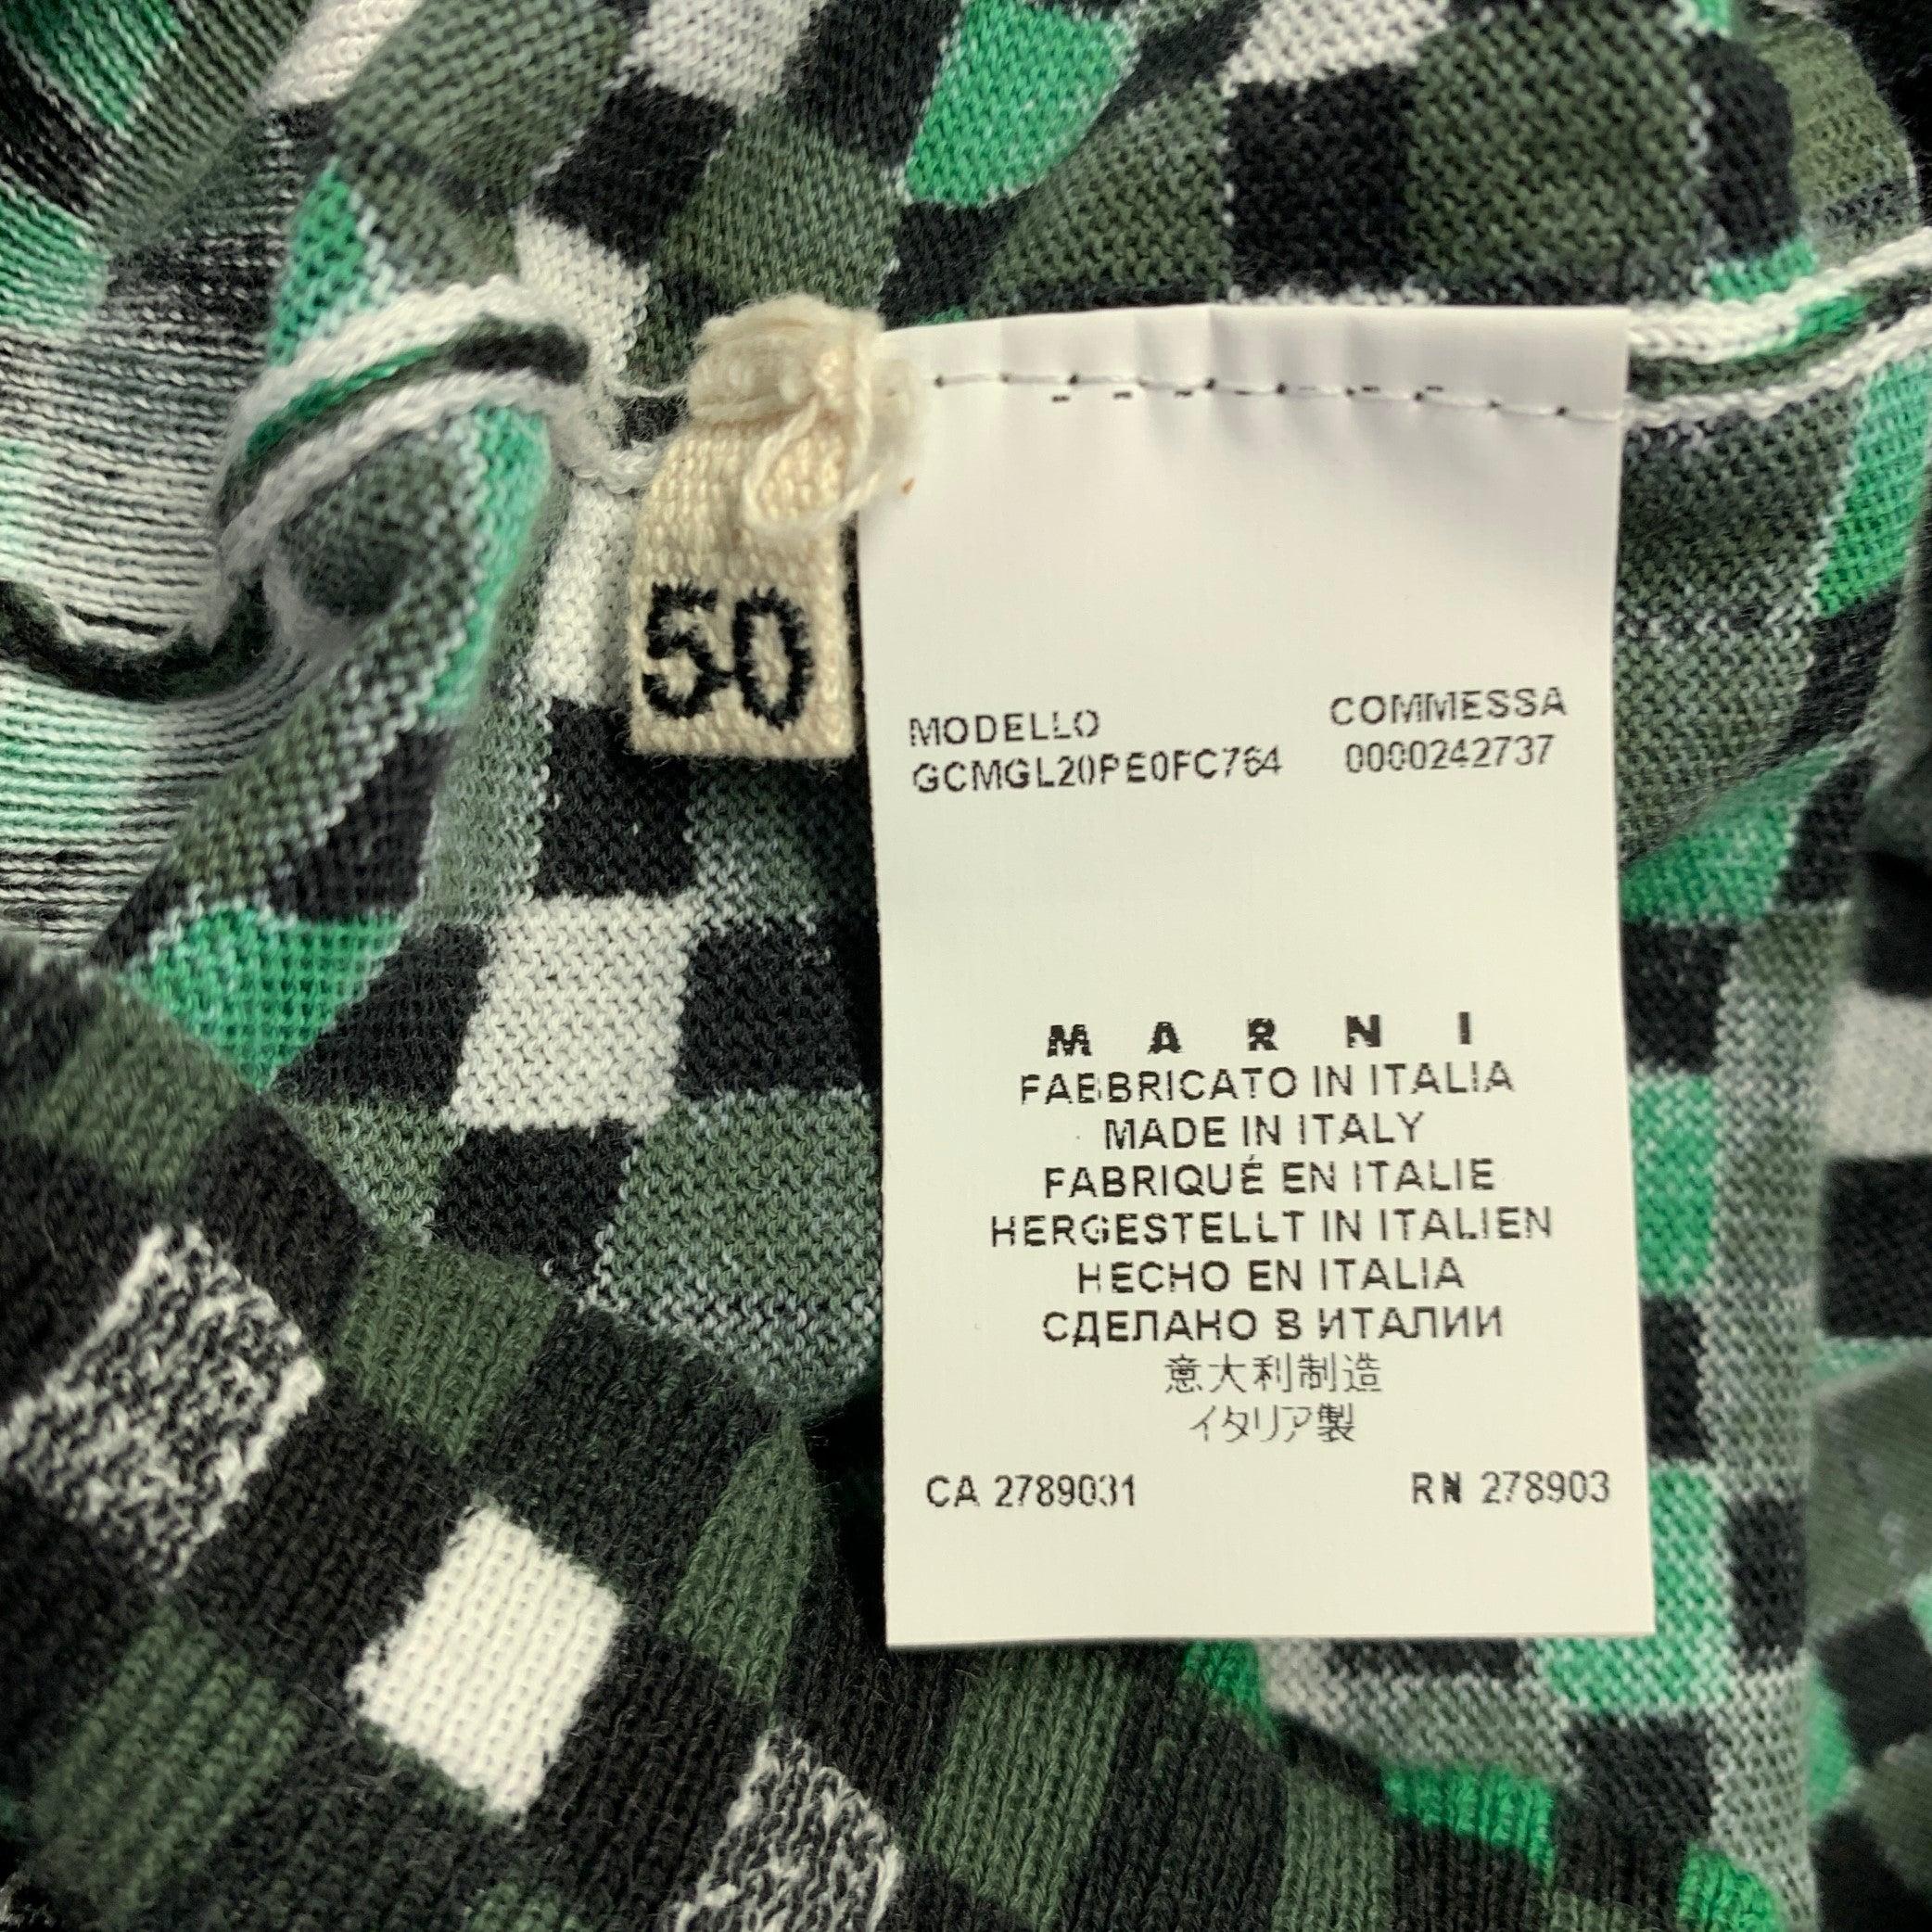 50
MODELLO COMMESSA
GCMGL20PE0FC764 0000242737
M A R N I
FABBRICATO IN ITALIA
MADE IN ITALY
FABRIQUÉ EN ITALIE
HERGESTELLT IN ITALIEN
HECHO EN ITALIA
СДЕЛАНО В ИТАЛИИ
意大利制造
イタリア製
CA 2789031 RN 278903